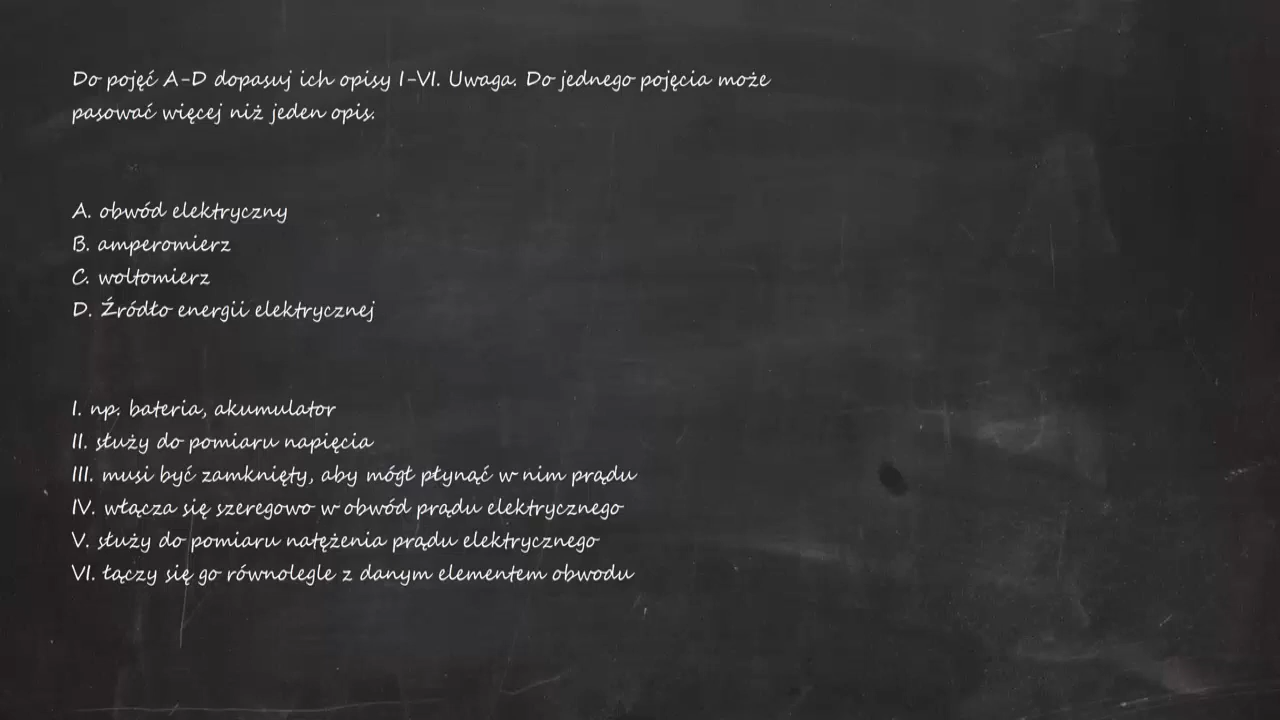 Do pojęć A-D dopasuj ich opisy I-VI. Uwaga. Do jednego pojęcia może
pasować więcej niż jeden opis.
A. obwód elektryczny
B. amperomierz
C. woltomierz
D. Źródło energii elektrycznej
I. np. bateria, akumulator
II. służy do pomiaru napięcia
III. musi być zamknięty, aby mógł płynąć w nim prądu
IV. włącza się szeregowo w obwód prądu elektrycznego
V. służy do pomiaru natężenia prądu elektrycznego
VI. łączy się go równolegle z danym elementem obwodu